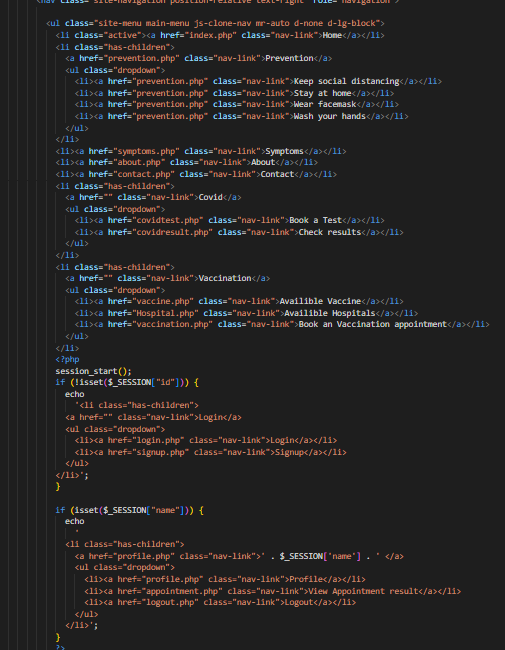 <nav class="site-navigation position-relative text-right" role="navigation">
<ul class="site-menu main-menu js-clone-nav mr-auto d-none d-lg-block">
<li class="active"><a href="index.php" class="nav-link">Home</a></li>
<li class="has-children">
<a href="prevention.php" class="nav-link">Prevention</a>
<ul class="dropdown">
<li><a href="prevention.php" class="nav-link">Keep social distancing</a></li>
<li><a href="prevention.php" class="nav-link">Stay at home</a></li>
<li><a href="prevention.php" class="nav-link">Wear facemask</a></li>
<li><a href="prevention.php" class="nav-link">Wash your hands</a></li>
</ul>
</li>
<li><a href="symptoms.php" class="nav-link">Symptoms</a></li>
<li><a href="about.php" class="nav-link">About</a></li>
<li><a href="contact.php" class="nav-link">Contact</a></li>
<li class="has-children">
<a href="" class="nav-link">Covid</a>
<ul class="dropdown">
<li><a href="covidtest.php" class="nav-link">Book a Test</a></li>
<li><a href="covidresult.php" class="nav-link">Check results</a></li>
</ul>
</li>
<li class="has-children">
<a href="" class="nav-link">Vaccination</a>
<ul class="dropdown">
<li><a href="vaccine.php" class="nav-link">Availible Vaccine</a></li>
<li><a href="Hospital.php" class="nav-link">Availible Hospitals</a></li>
<li><a href="vaccination.php" class="nav-link">Book an Vaccination appointment</a></li>
</ul>
</li>
<?php
session_start();
if (!isset($_SESSION["id"])) {
echo
'<li class="has-children">
<a href="" class="nav-link">Login</a>
<ul class="dropdown">
<li><a href="login.php" class="nav-link">Login</a></li>
<li><a href="signup.php" class="nav-link">Signup</a></li>
</ul>
</li>';
}
if (isset($_SESSION["name"])) {
echo
'
<li class="has-children">
<a href="profile.php" class="nav-link">' . $_SESSION['name'] . ' </a>
<ul class="dropdown">
<li><a href="profile.php" class="nav-link">Profile</a></li>
<li><a href="appointment.php" class="nav-link">View Appointment result</a></li>
<li><a href="logout.php" class="nav-link">Logout</a></li>
</ul>
</li>';
}
?>